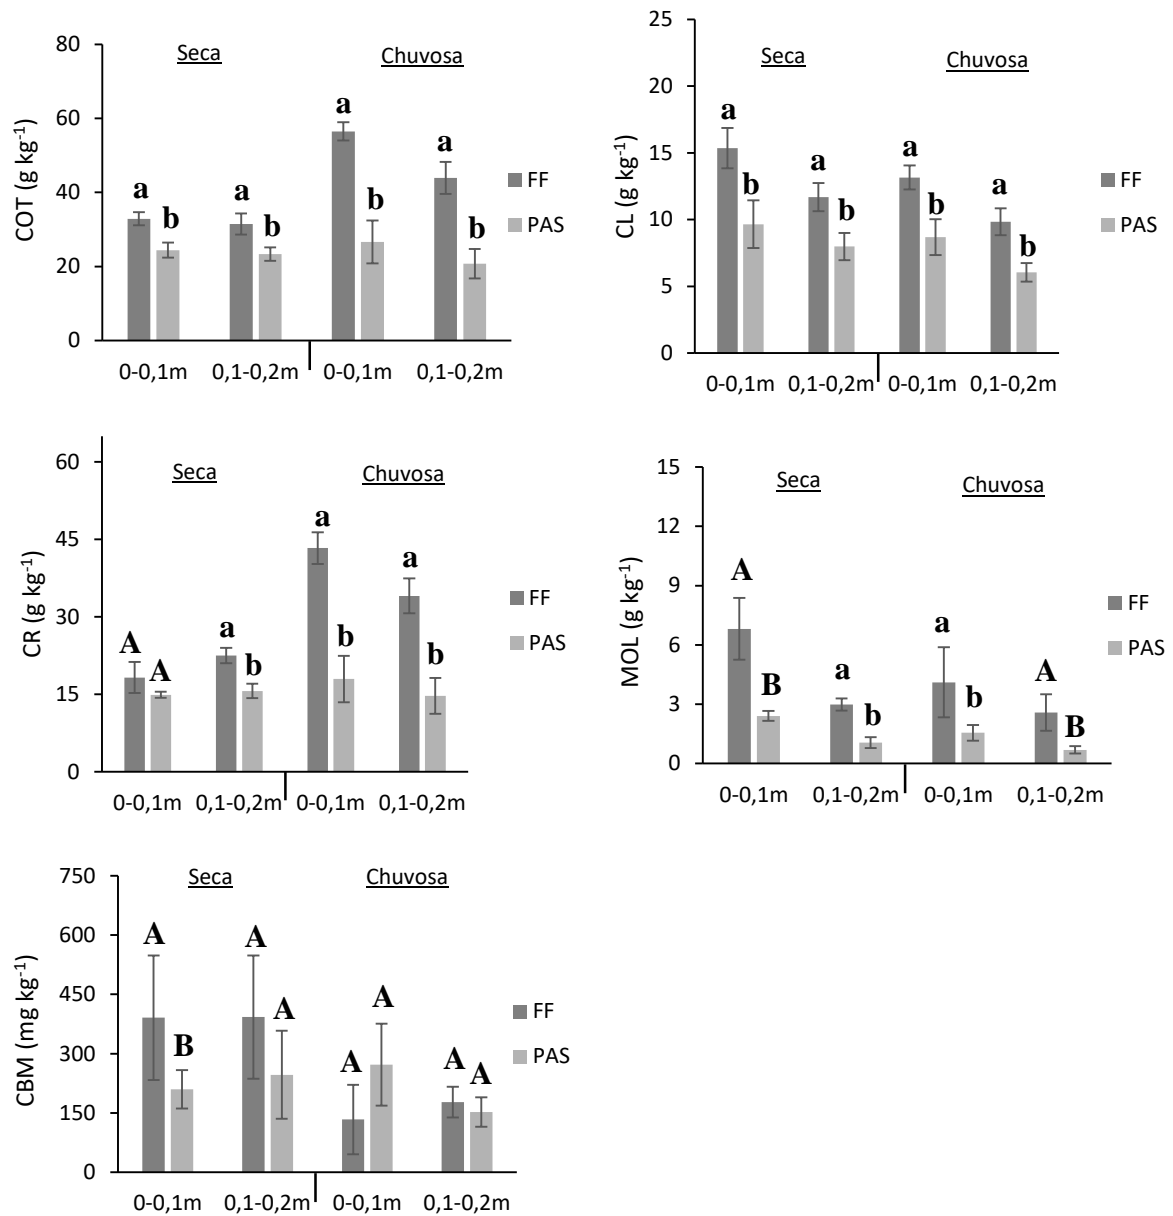 80
60
40
20
0
COT (g kg⁻¹)
Seca
Chuvosa
a
b
a
b
a
b
a
b
0-0,1m
0,1-0,2m
0-0,1m
0,1-0,2m
FF
PAS
25
20
15
10
5
0
CL (g kg⁻¹)
Seca
Chuvosa
a
b
a
b
a
b
a
b
0-0,1m
0,1-0,2m
0-0,1m
0,1-0,2m
FF
PAS
60
45
30
15
0
CR (g kg⁻¹)
Seca
Chuvosa
A
A
a
b
a
b
a
b
0-0,1m
0,1-0,2m
0-0,1m
0,1-0,2m
FF
PAS
15
12
9
6
3
0
MOL (g kg⁻¹)
Seca
Chuvosa
A
B
a
b
a
b
A
B
0-0,1m
0,1-0,2m
0-0,1m
0,1-0,2m
FF
PAS
750
600
450
300
150
0
CBM (mg kg⁻¹)
Seca
Chuvosa
A
B
A
A
A
A
A
A
0-0,1m
0,1-0,2m
0-0,1m
0,1-0,2m
FF
PAS